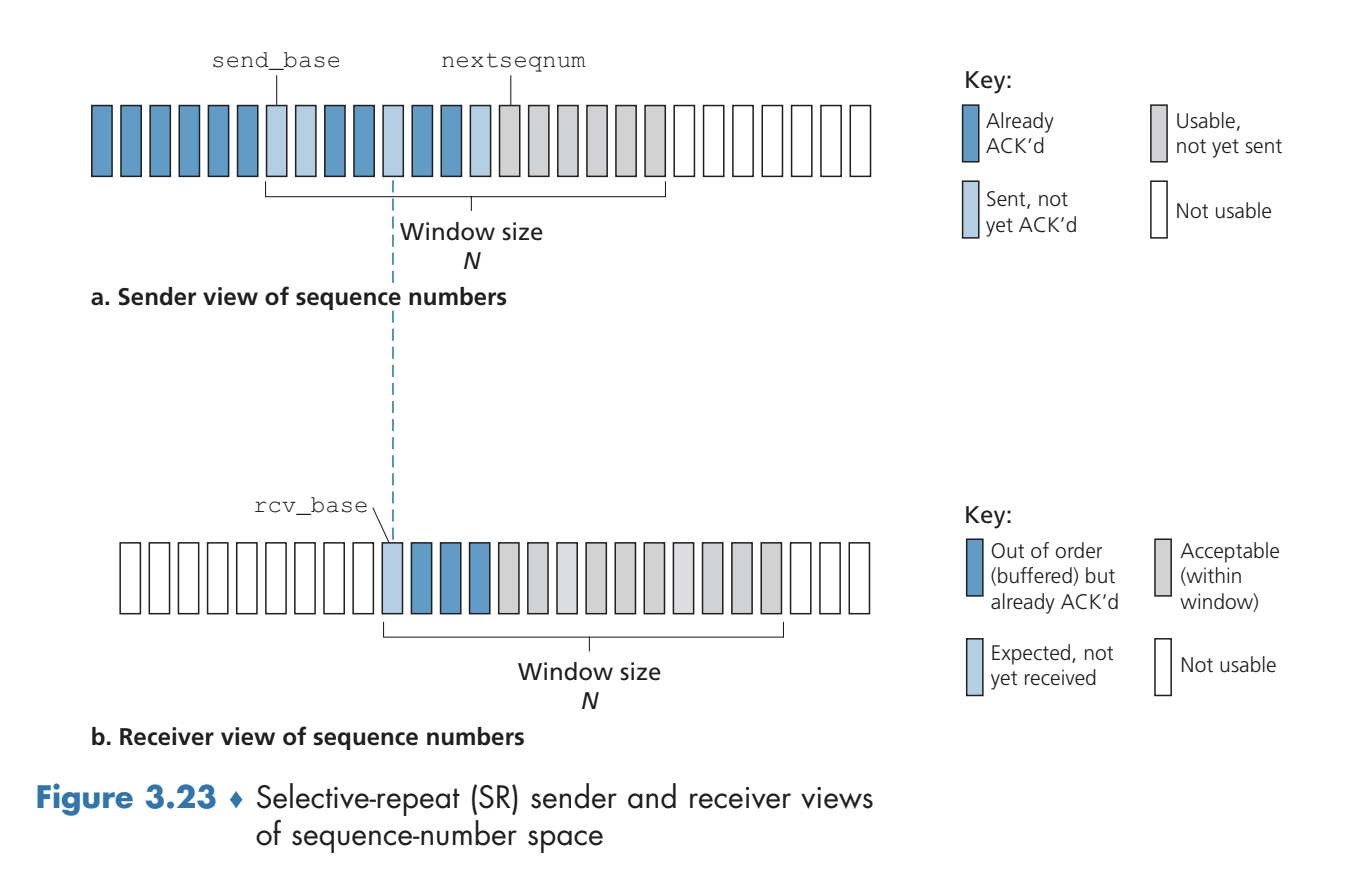 send_base
nextseqnum
Key:
Already
ACK’d
Usable,
not yet sent
Sent, not
yet ACK’d
Not usable
Window size
N
a. Sender view of sequence numbers
rcv_base
Key:
Out of order
(buffered) but
already ACK’d
Acceptable
(within
window)
Expected, not
yet received
Not usable
Window size
N
b. Receiver view of sequence numbers
Figure 3.23 ♦ Selective-repeat (SR) sender and receiver views
of sequence-number space